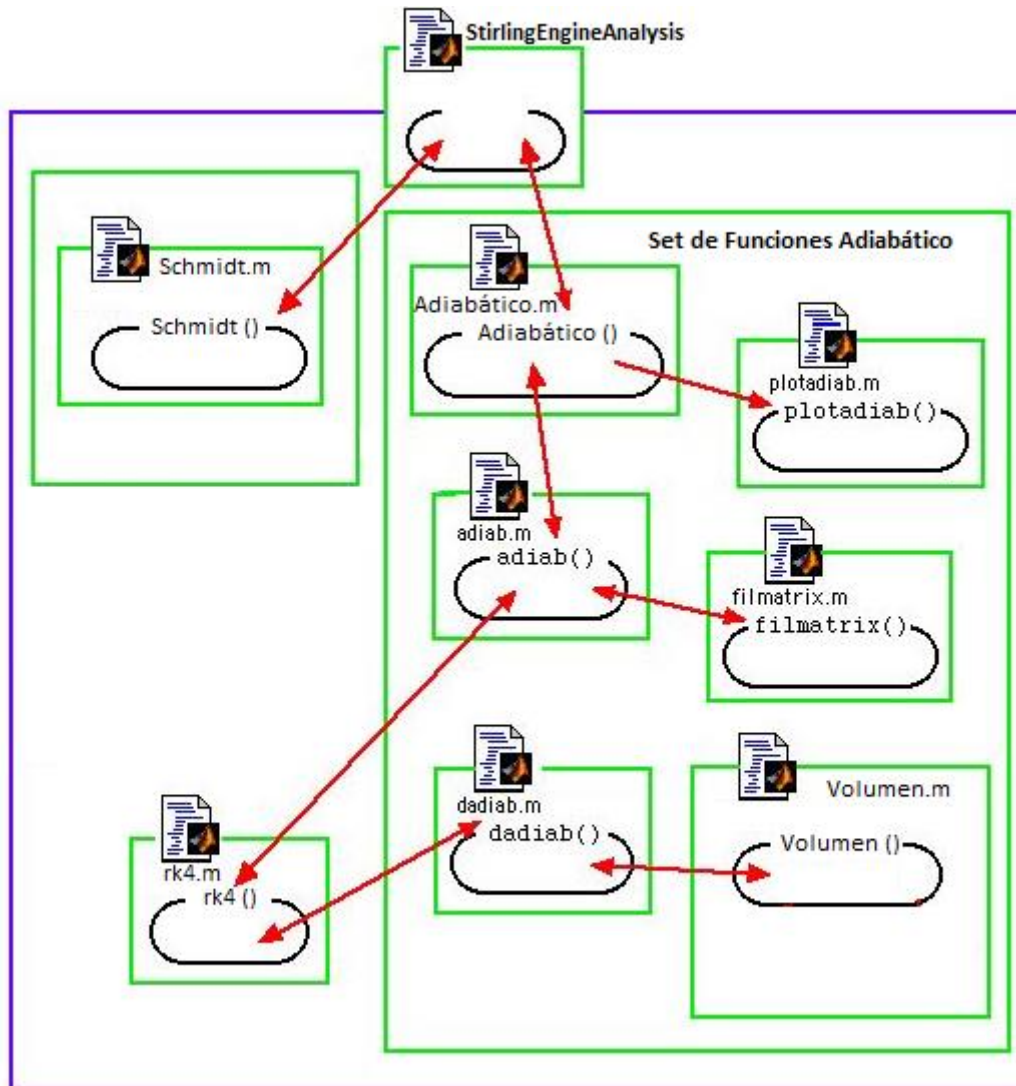 StirlingEngineAnalysis
Set de Funciones Adiabático
Schmidt.m
Schmidt ()
Adiabático.m
Adiabático ()
plotadiab.m
plotadiab()
adiab.m
adiab()
filmatrix.m
filmatrix()
dadiab.m
dadiab()
Volumen.m
Volumen ()
rk4.m
rk4 ()